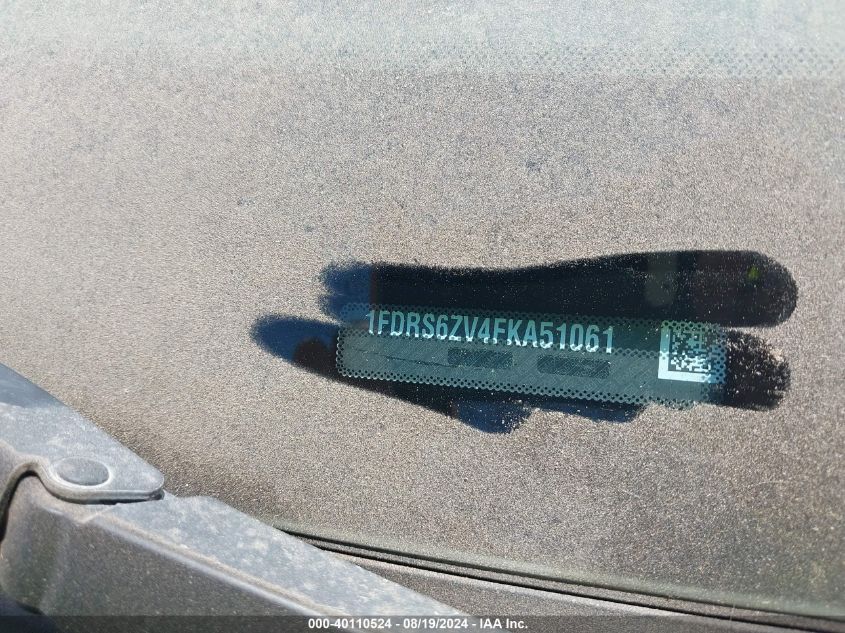 1FDRS6ZV4FKA51061
000-40110524 - 08/19/2024 - IAA Inc.